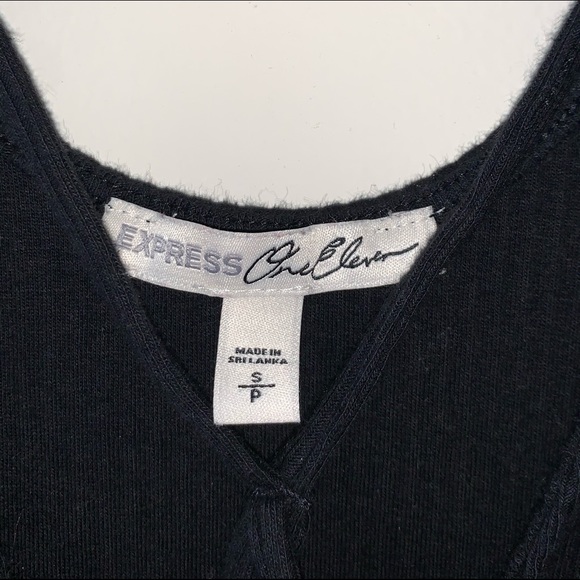 EXPRESS One Eleven
MADE IN
SRI LANKA
S
P